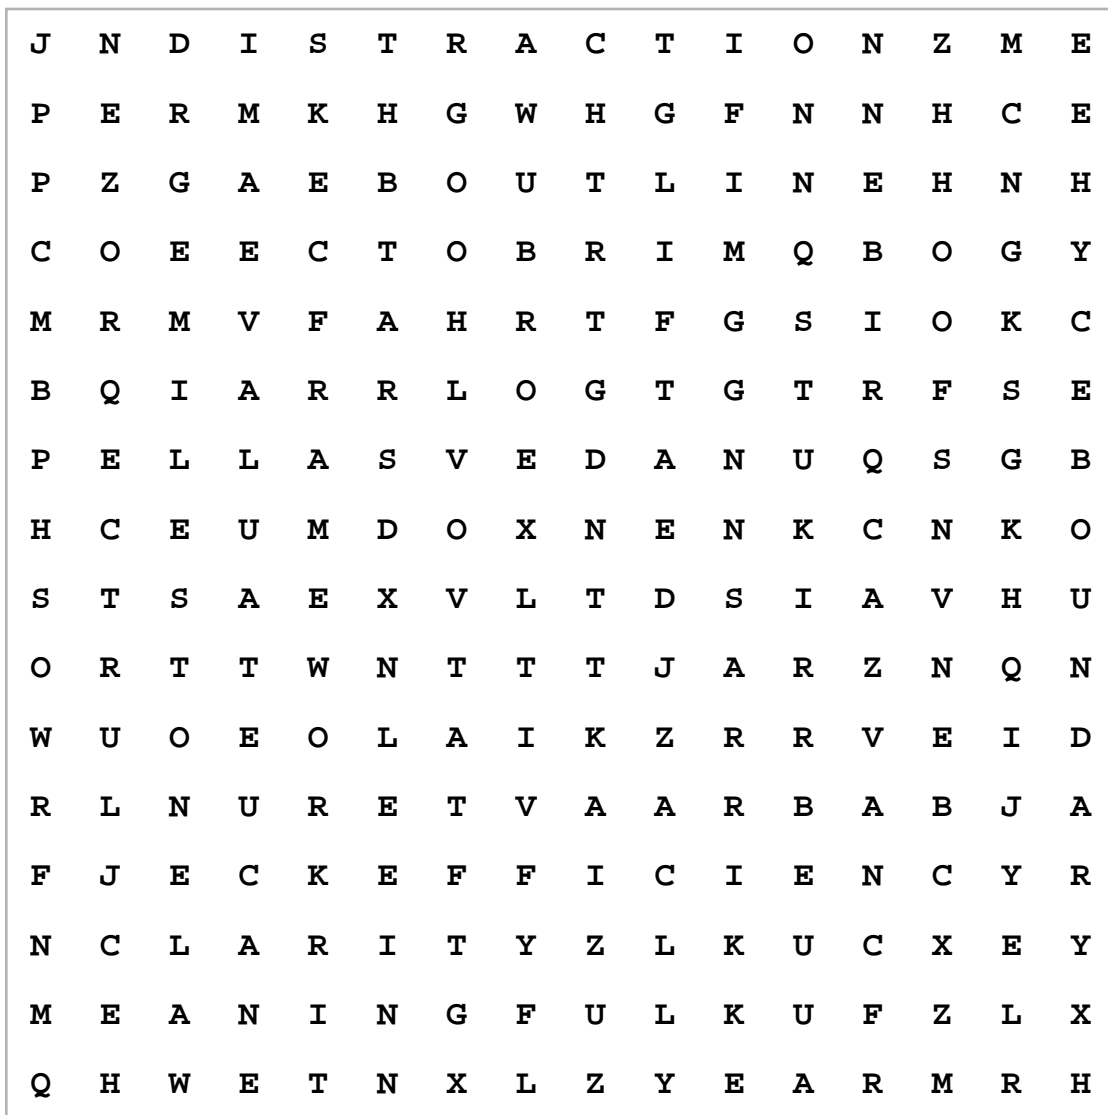 J N D I S T R A C T I O N Z M E
P E R M K H G W H G F N N H C E
P Z G A E B O U T L I N E H N H
C O E E C T O B R I M Q B O G Y
M R M V F A H R T F G S I O K C
B Q I A R R L O G T G T R F S E
P E L L A S V E D A N U Q S G B
H C E U M D O X N E N K C N K O
S T S A E X V L T D S I A V H U
O R T T W N T T T J A R Z N Q N
W U O E O L A I K Z R R V E I D
R L N U R E T V A A R B A B J A
F J E C K E F F I C I E N C Y R
N C L A R I T Y Z L K U C X E Y
M E A N I N G F U L K U F Z L X
Q H W E T N X L Z Y E A R M R H